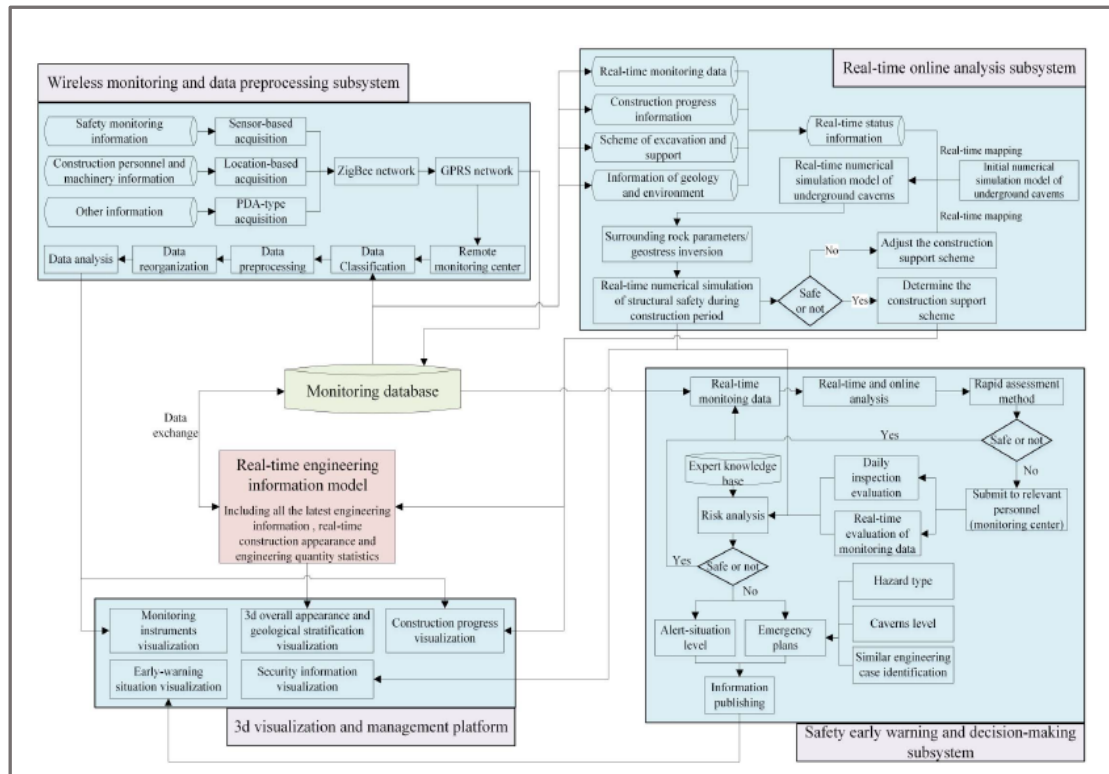 Wireless monitoring and data preprocessing subsystem
Safety monitoring
information
Sensor-based
acquisition
Construction personnel and
machinery information
Location-based
acquisition
ZigBee network
GPRS network
Other information
PDA-type
acquisition
Data analysis
Data
reorganization
Data
preprocessing
Data
Classification
Remote
monitoring center
Real-time online analysis subsystem
Real-time monitoring data
Construction progress
information
Scheme of excavation and
support
Information of geology and
environment
Real-time status
information
Real-time mapping
Real-time numerical
simulation model of
underground caverns
Initial numerical
simulation model of
underground caverns
Real-time mapping
Surrounding rock parameters/
geostress inversion
No
Adjust the construction
support scheme
Real-time numerical simulation
of structural safety during
construction period
Safe
or not
Yes
Determine the
construction support
scheme
Monitoring database
Data
exchange
Real-time engineering
information model
Including all the latest engineering
information , real-time
construction appearance and
engineering quantity statistics
Real-time
monitoing data
Real-time and online
analysis
Rapid assessment
method
Yes
Safe or not
No
Expert knowledge
base
Daily
inspection
evaluation
Submit to relevant
personnel
(monitoring center)
Risk analysis
Real-time
evaluation of
monitoring data
Yes
Safe or not
No
Hazard type
Alert-situation
level
Emergency
plans
Caverns level
Similar engineering
case identification
Information
publishing
Safety early warning and decision-making
subsystem
Monitoring
instruments
visualization
3d overall appearance and
geological stratification
visualization
Construction progress
visualization
Early-warning
situation visualization
Security information
visualization
3d visualization and management platform